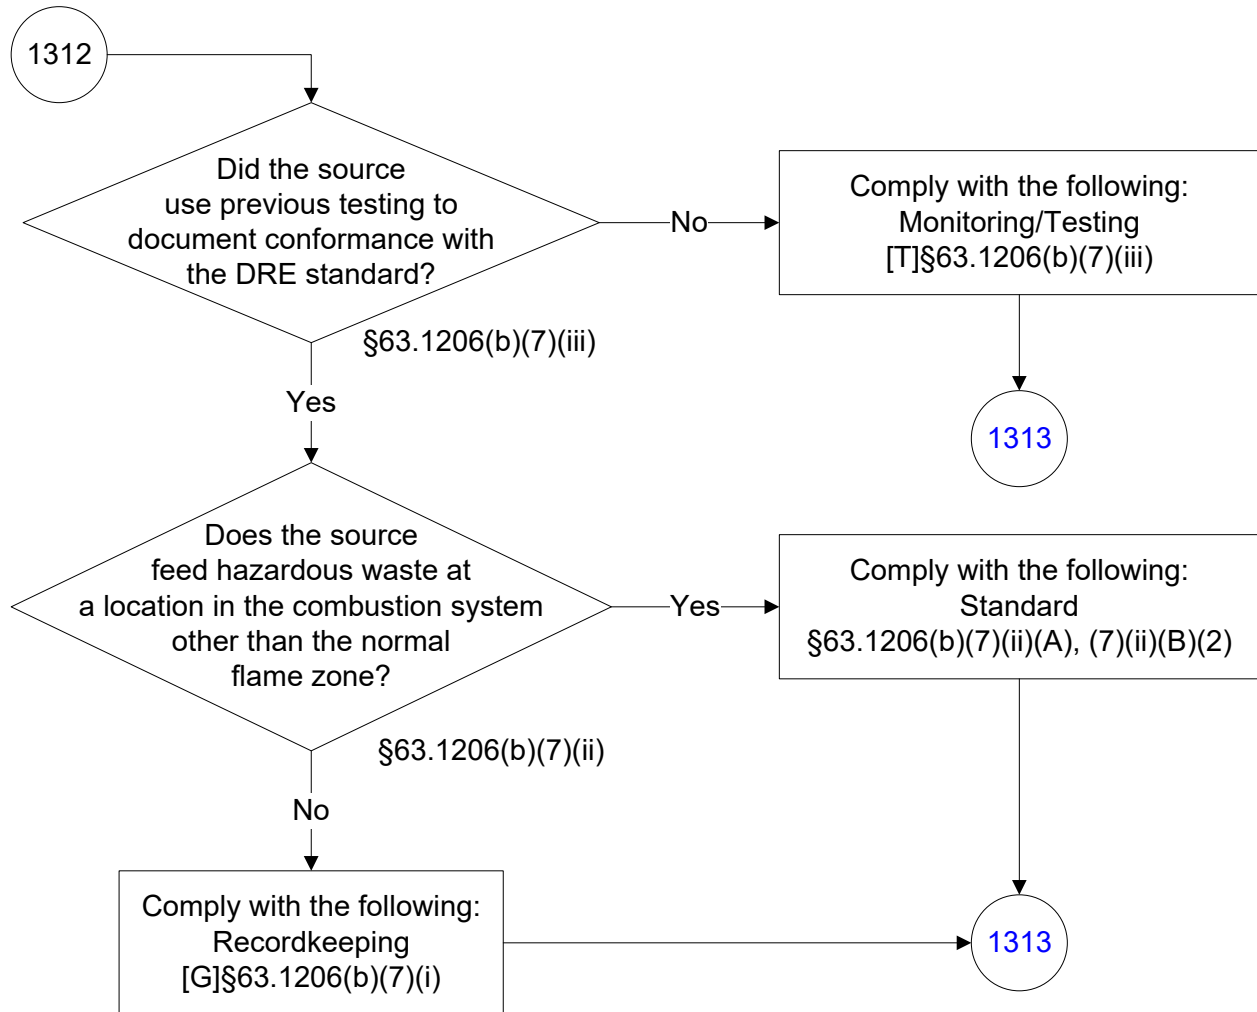 1312
Did the source
use previous testing to
document conformance with
the DRE standard?
§63.1206(b)(7)(iii)
No
Comply with the following:
Monitoring/Testing
[T]§63.1206(b)(7)(iii)
1313
Yes
Does the source
feed hazardous waste at
a location in the combustion system
other than the normal
flame zone?
§63.1206(b)(7)(ii)
Yes
Comply with the following:
Standard
§63.1206(b)(7)(ii)(A), (7)(ii)(B)(2)
No
Comply with the following:
Recordkeeping
[G]§63.1206(b)(7)(i)
1313